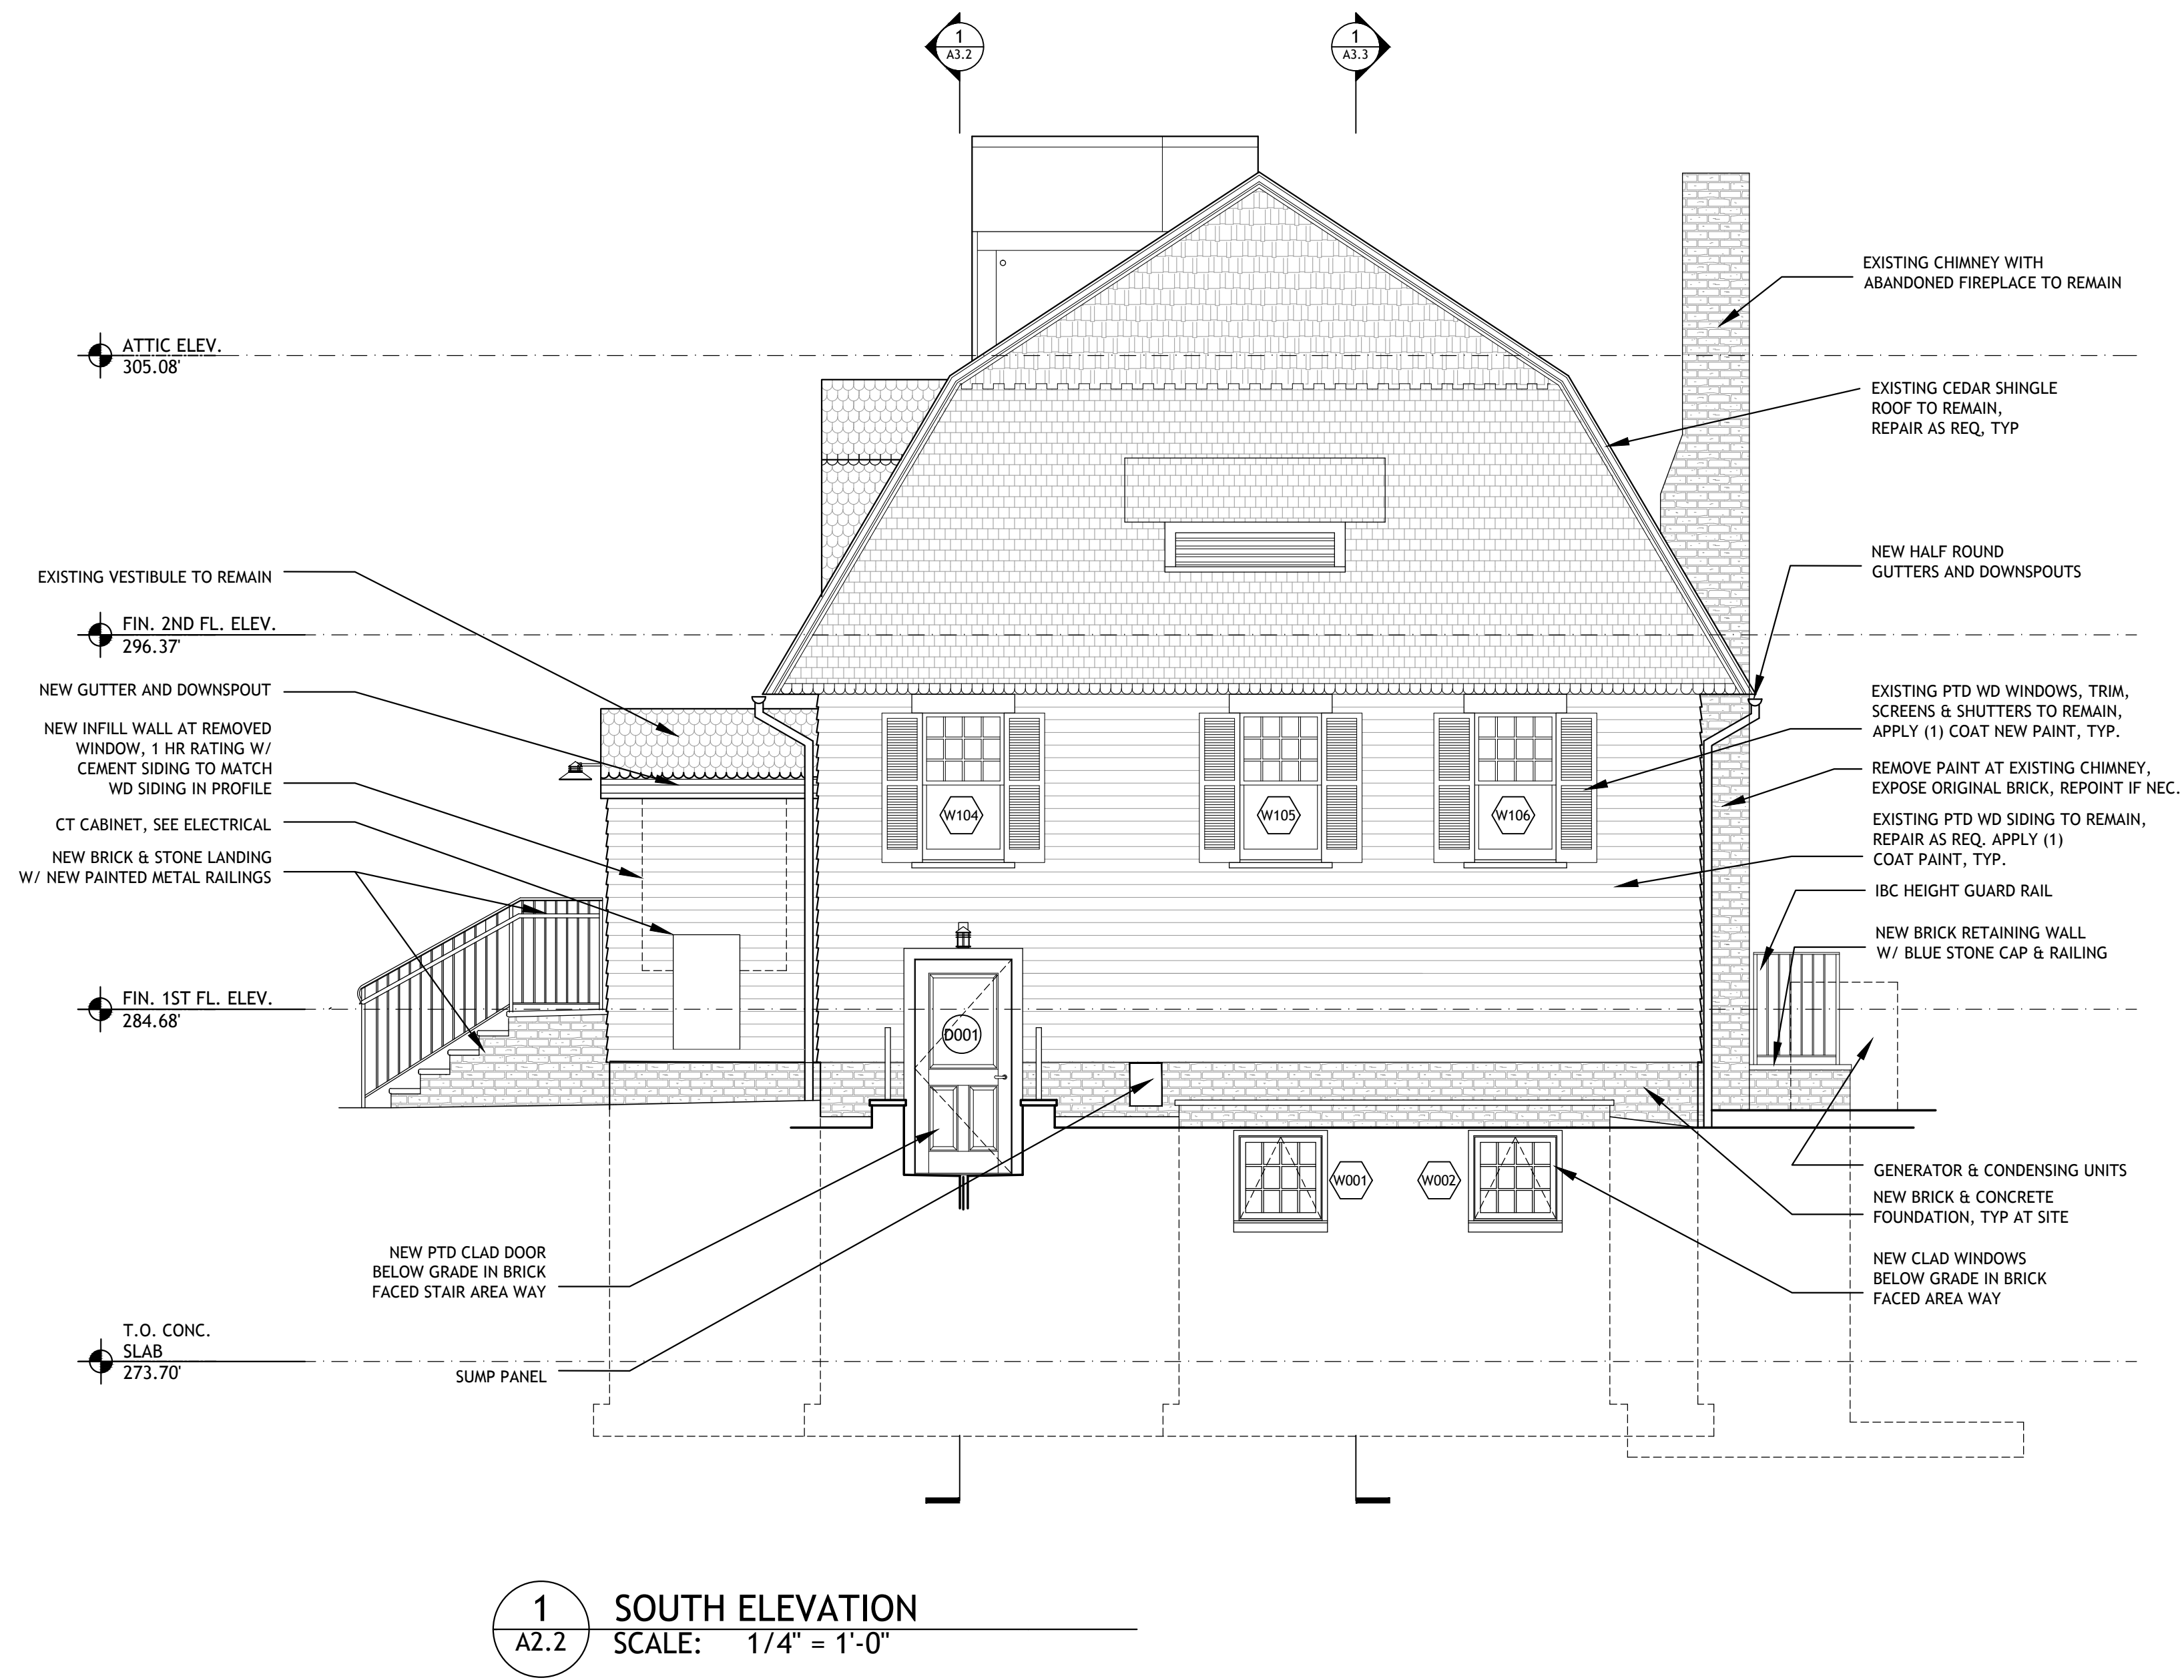 1
A3.2
1
A3.3
EXISTING CHIMNEY WITH
ABANDONED FIREPLACE TO REMAIN
ATTIC ELEV.
305.08'
EXISTING CEDAR SHINGLE
ROOF TO REMAIN,
REPAIR AS REQ, TYP
NEW HALF ROUND
GUTTERS AND DOWNSPOUTS
EXISTING VESTIBULE TO REMAIN
FIN. 2ND FL. ELEV.
296.37'
NEW GUTTER AND DOWNSPOUT
NEW INFILL WALL AT REMOVED
WINDOW, 1 HR RATING W/
CEMENT SIDING TO MATCH
WD SIDING IN PROFILE
CT CABINET, SEE ELECTRICAL
NEW BRICK & STONE LANDING
W/ NEW PAINTED METAL RAILINGS
W104
W105
W106
EXISTING PTD WD WINDOWS, TRIM,
SCREENS & SHUTTERS TO REMAIN,
APPLY (1) COAT NEW PAINT, TYP.
REMOVE PAINT AT EXISTING CHIMNEY,
EXPOSE ORIGINAL BRICK, REPOINT IF NEC.
EXISTING PTD WD SIDING TO REMAIN,
REPAIR AS REQ. APPLY (1)
COAT PAINT, TYP.
IBC HEIGHT GUARD RAIL
NEW BRICK RETAINING WALL
W/ BLUE STONE CAP & RAILING
FIN. 1ST FL. ELEV.
284.68'
D001
W001
W002
GENERATOR & CONDENSING UNITS
NEW BRICK & CONCRETE
FOUNDATION, TYP AT SITE
NEW CLAD WINDOWS
BELOW GRADE IN BRICK
FACED AREA WAY
NEW PTD CLAD DOOR
BELOW GRADE IN BRICK
FACED STAIR AREA WAY
T.O. CONC.
SLAB
273.70'
SUMP PANEL
1
A2.2
SOUTH ELEVATION
SCALE: 1/4" = 1'-0"